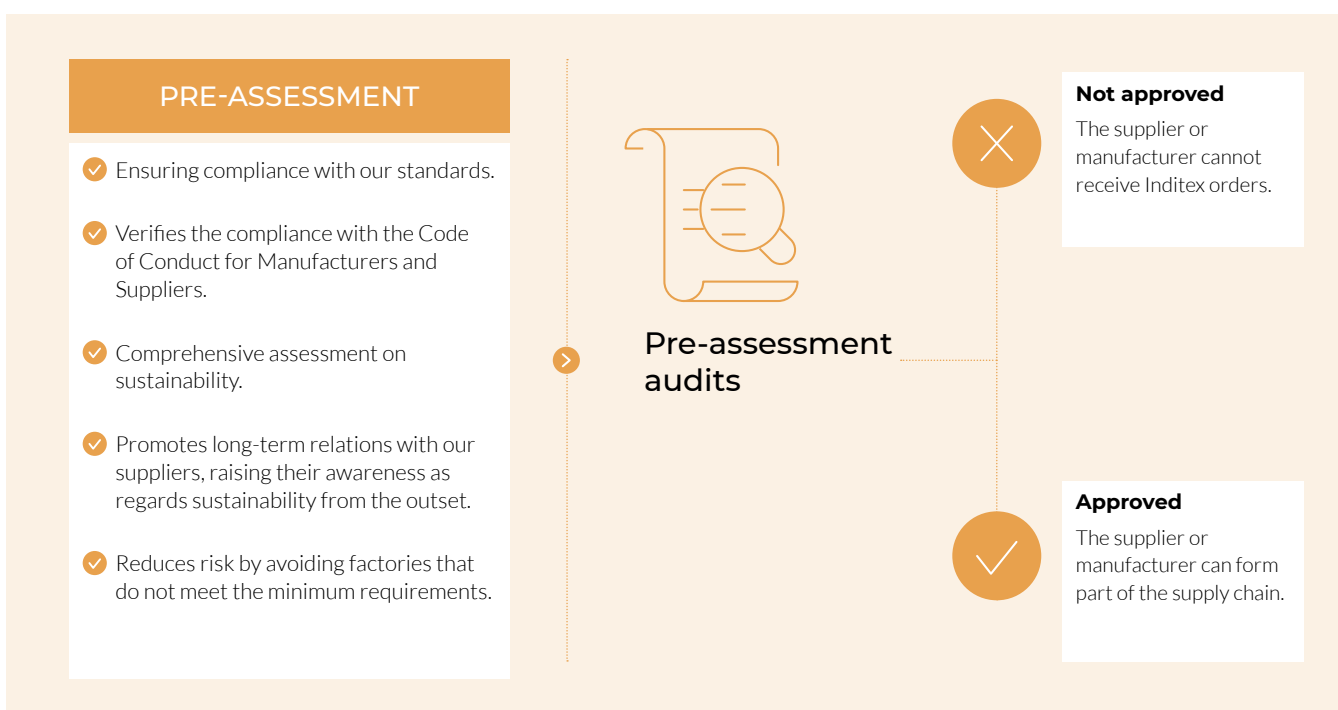 PRE-ASSESSMENT
Ensuring compliance with our standards.
Verifies the compliance with the Code
of Conduct for Manufacturers and
Suppliers.
Comprehensive assessment on
sustainability.
Promotes long-term relations with our
suppliers, raising their awareness as
regards sustainability from the outset.
Reduces risk by avoiding factories that
do not meet the minimum requirements.
Pre-assessment
audits
Not approved
The supplier or
manufacturer cannot
receive Inditex orders.
Approved
The supplier or
manufacturer can form
part of the supply chain.